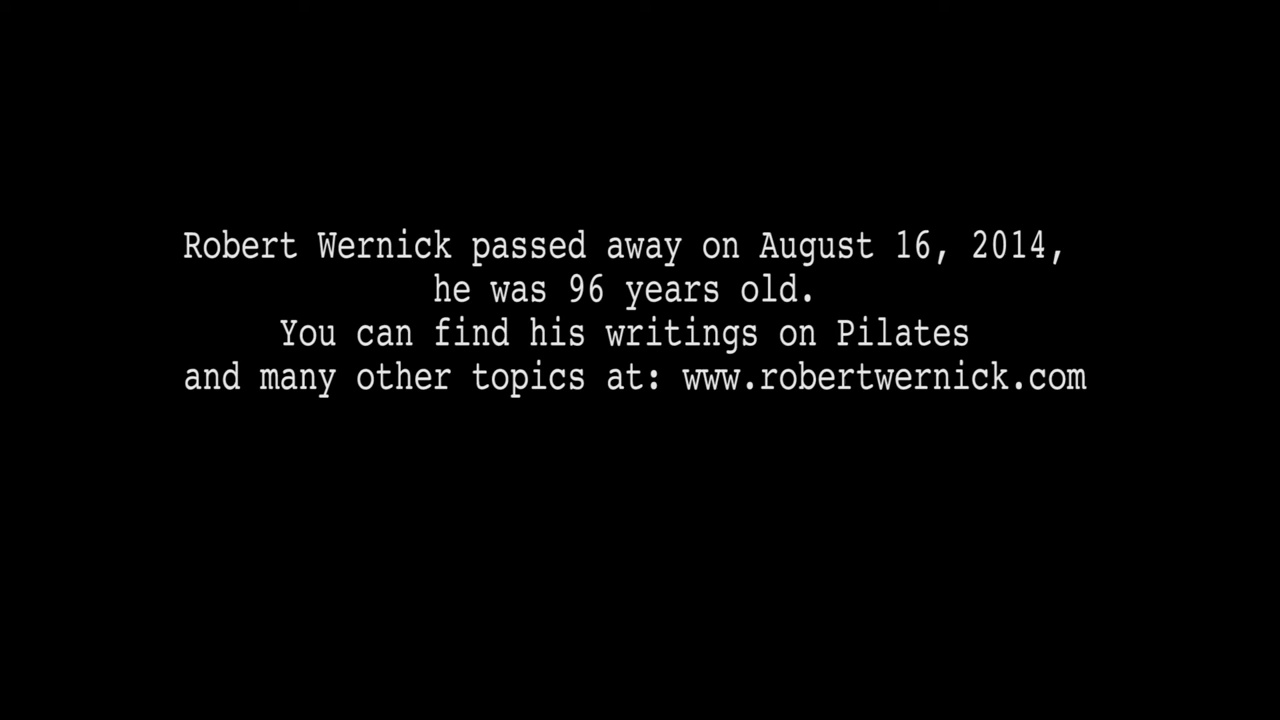 Robert Wernick passed away on August 16, 2014,
he was 96 years old.
You can find his writings on Pilates
and many other topics at: www.robertwernick.com